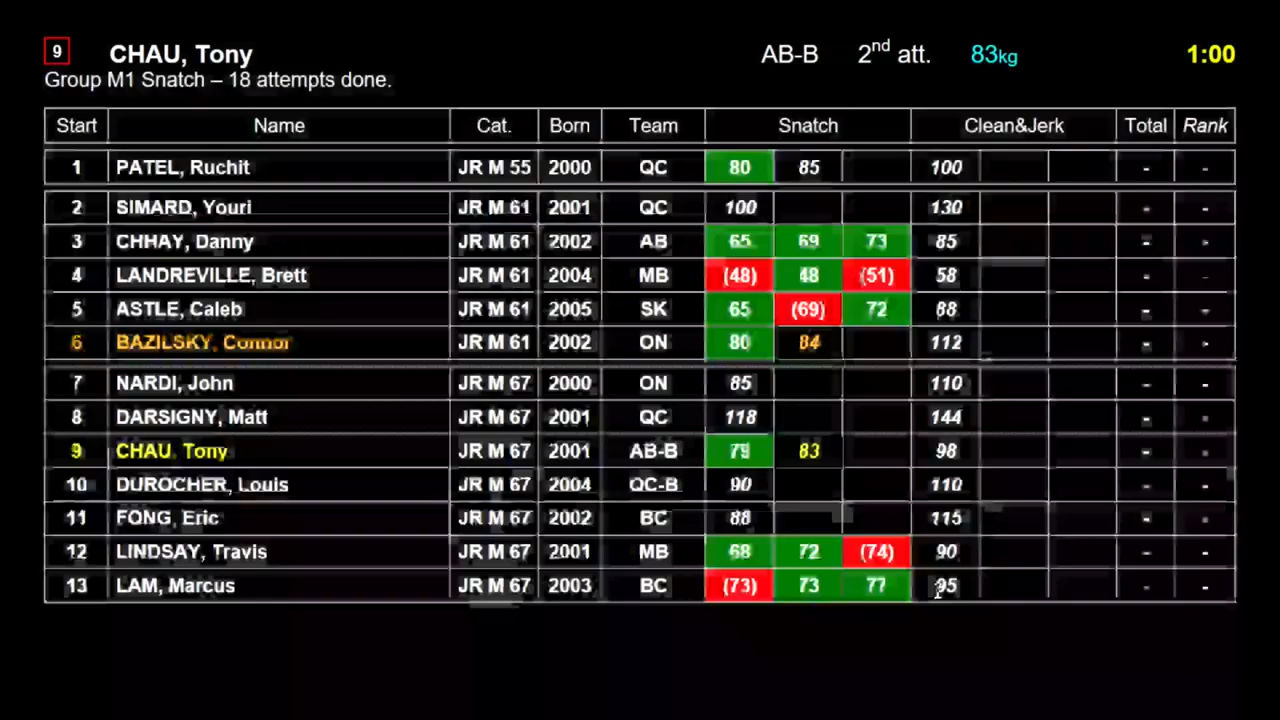 9 CHAU, Tony AB-B 2nd att. 83kg 1:00
Group M1 Snatch – 18 attempts done.
Start Name Cat. Born Team Snatch Clean&Jerk Total Rank
1 PATEL, Ruchit JR M 55 2000 QC 80 85 100 - -
2 SIMARD, Youri JR M 61 2001 QC 100 130 - -
3 CHHAY, Danny JR M 61 2002 AB 65 69 73 85 - -
4 LANDREVILLE, Brett JR M 61 2004 MB (48) 48 (51) 58 - -
5 ASTLE, Caleb JR M 61 2005 SK 65 (69) 72 88 - -
6 BAZILSKY, Connor JR M 61 2002 ON 80 84 112 - -
7 NARDI, John JR M 67 2000 ON 85 110 - -
8 DARSIGNY, Matt JR M 67 2001 QC 118 144 - -
9 CHAU, Tony JR M 67 2001 AB-B 79 83 98 - -
10 DUROCHER, Louis JR M 67 2004 QC-B 90 110 - -
11 FONG, Eric JR M 67 2002 BC 88 115 - -
12 LINDSAY, Travis JR M 67 2001 MB 68 72 (74) 90 - -
13 LAM, Marcus JR M 67 2003 BC (73) 73 77 95 - -